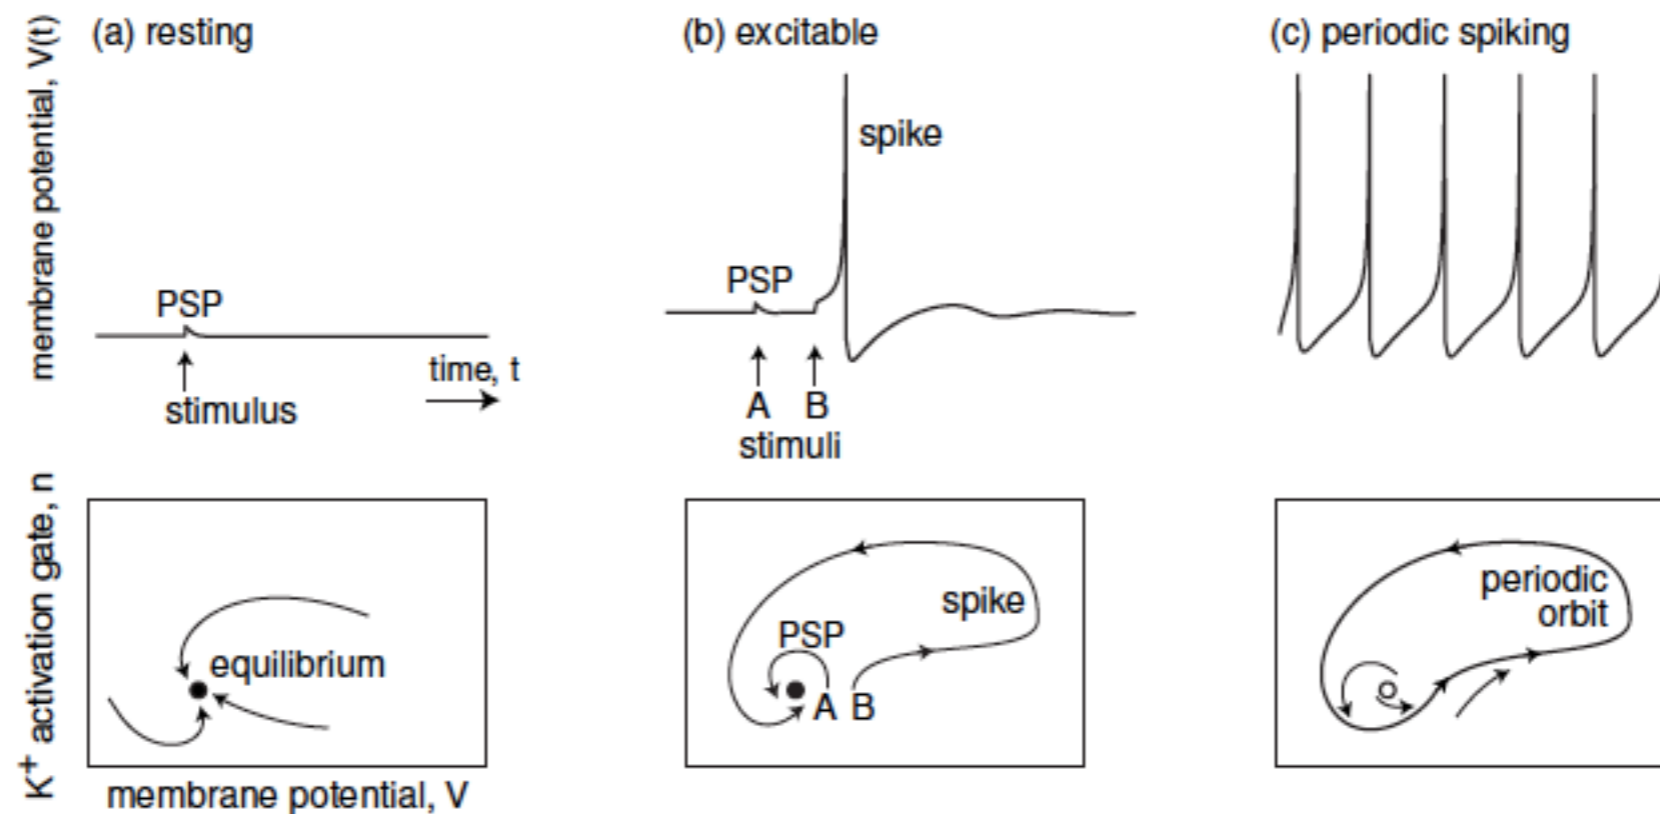 membrane potential, V(t)
(a) resting
PSP
stimulus
time, t
(b) excitable
spike
PSP
A B
stimuli
(c) periodic spiking
K+ activation gate, n
equilibrium
membrane potential, V
spike
PSP
A B
periodic
orbit